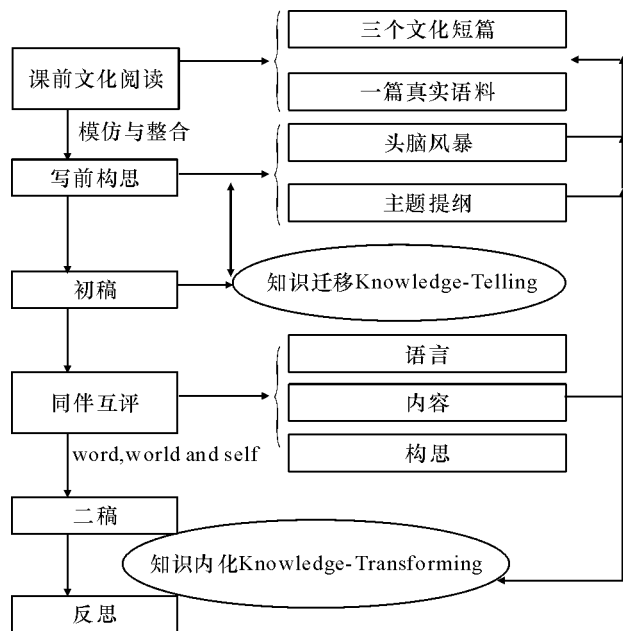 三个文化短篇
课前文化阅读
一篇真实语料
模仿与整合
头脑风暴
写前构思
主题提纲
初稿
知识迁移Knowledge-Telling
语言
同伴互评
内容
word,world and self
构思
二稿
知识内化Knowledge-Transforming
反思